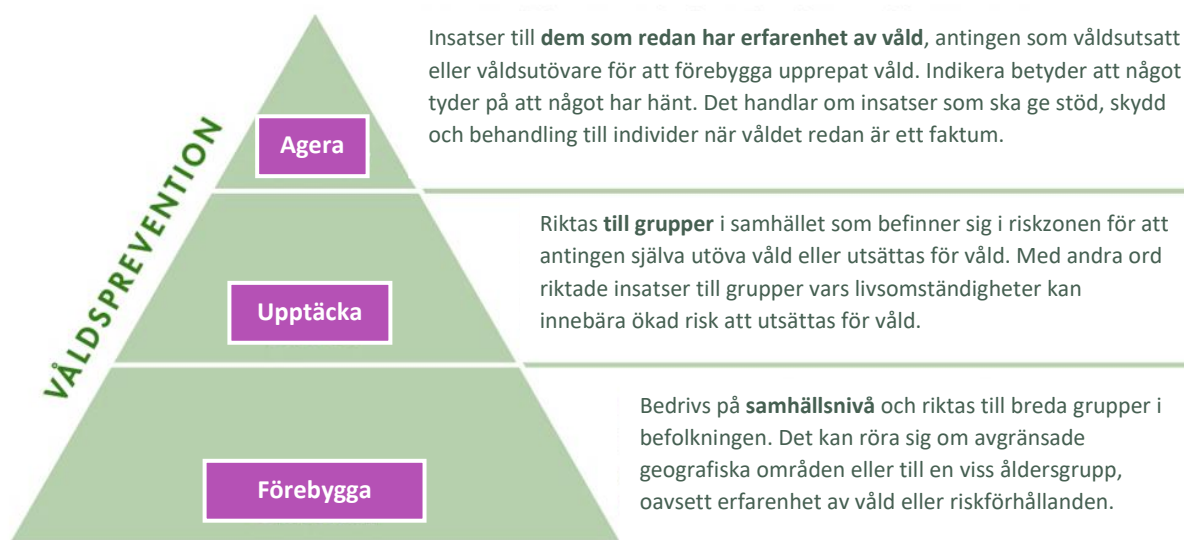 VÅLDSPREVENTION
Agera
Insatser till dem som redan har erfarenhet av våld, antingen som våldsutsatt
eller våldsutövare för att förebygga upprepat våld. Indikera betyder att något
tyder på att något har hänt. Det handlar om insatser som ska ge stöd, skydd
och behandling till individer när våldet redan är ett faktum.
Upptäcka
Riktas till grupper i samhället som befinner sig i riskzonen för att
antingen själva utöva våld eller utsättas för våld. Med andra ord
riktade insatser till grupper vars livsomständigheter kan
innebära ökad risk att utsättas för våld.
Förebygga
Bedrivs på samhällsnivå och riktas till breda grupper i
befolkningen. Det kan röra sig om avgränsade
geografiska områden eller till en viss åldersgrupp,
oavsett erfarenhet av våld eller riskförhållanden.